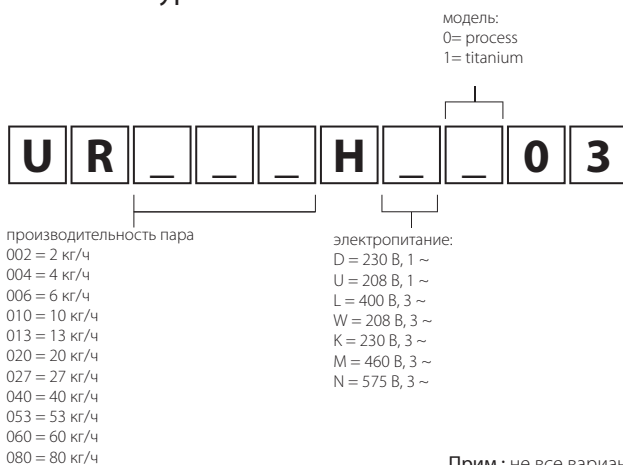 модель:
0= process
1= titanium
U R _ _ _ H _ _ 0 3
производительность пара
002 = 2 кг/ч
004 = 4 кг/ч
006 = 6 кг/ч
010 = 10 кг/ч
013 = 13 кг/ч
020 = 20 кг/ч
027 = 27 кг/ч
040 = 40 кг/ч
053 = 53 кг/ч
060 = 60 кг/ч
080 = 80 кг/ч
электропитание:
D = 230 В, 1 ~
U = 208 В, 1 ~
L = 400 В, 3 ~
W = 208 В, 3 ~
K = 230 В, 3 ~
M = 460 В, 3 ~
N = 575 В, 3 ~
Прим.: не все вариан